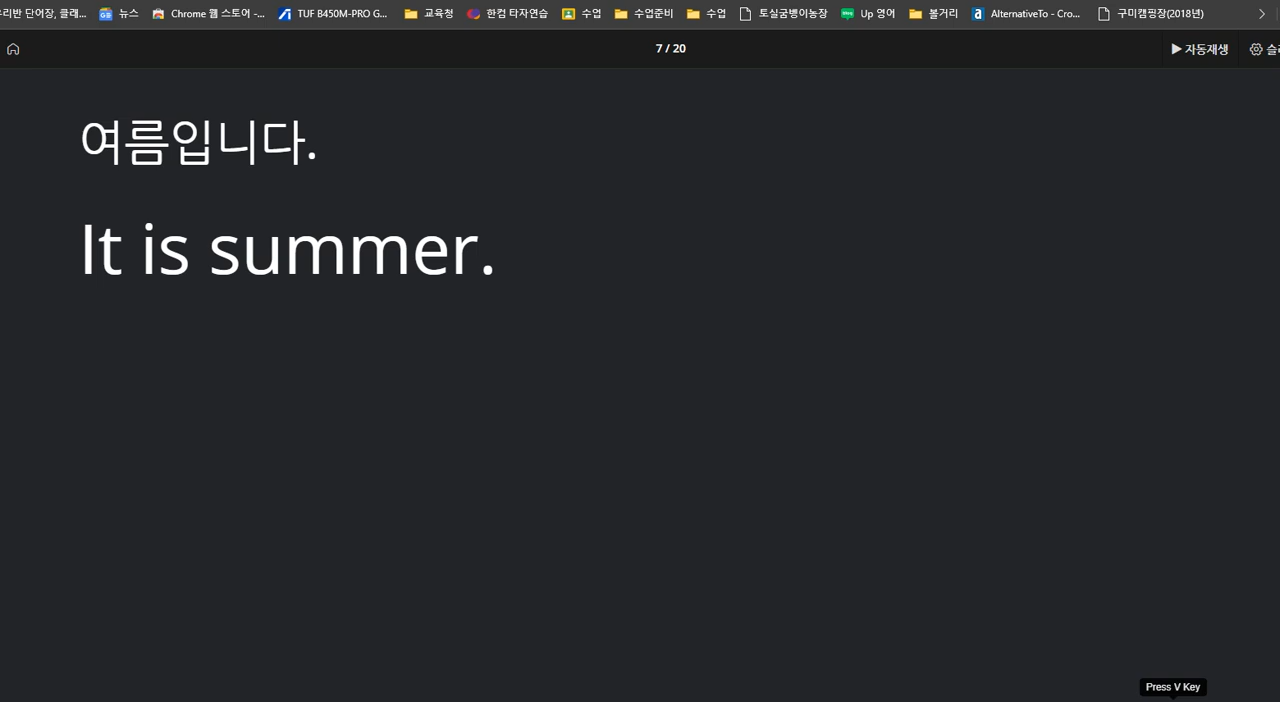 우리반 단어장, 클래... 뉴스 Chrome 웹 스토어 -... TUF B450M-PRO G... 교육청 한컴 타자연습 수업 수업준비 수업 토실굼벵이농장 Up 영어 볼거리 AlternativeTo - Cro... 구미캠핑장(2018년)
7 / 20 자동재생
여름입니다.
It is summer.
Press V Key